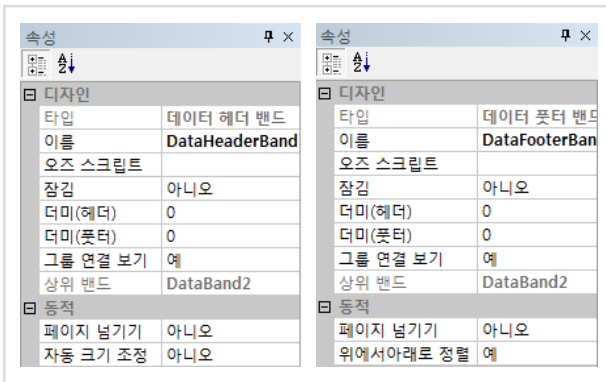 속성
디자인
타입 데이터 헤더 밴드
이름 DataHeaderBand
오즈 스크립트
잠김 아니오
더미(헤더) 0
더미(풋터) 0
그룹 연결 보기 예
상위 밴드 DataBand2
동적
페이지 넘기기 아니오
자동 크기 조정 아니오
속성
디자인
타입 데이터 풋터 밴드
이름 DataFooterBan
오즈 스크립트
잠김 아니오
더미(헤더) 0
더미(풋터) 0
그룹 연결 보기 예
상위 밴드 DataBand2
동적
페이지 넘기기 아니오
위에서아래로 정렬 예